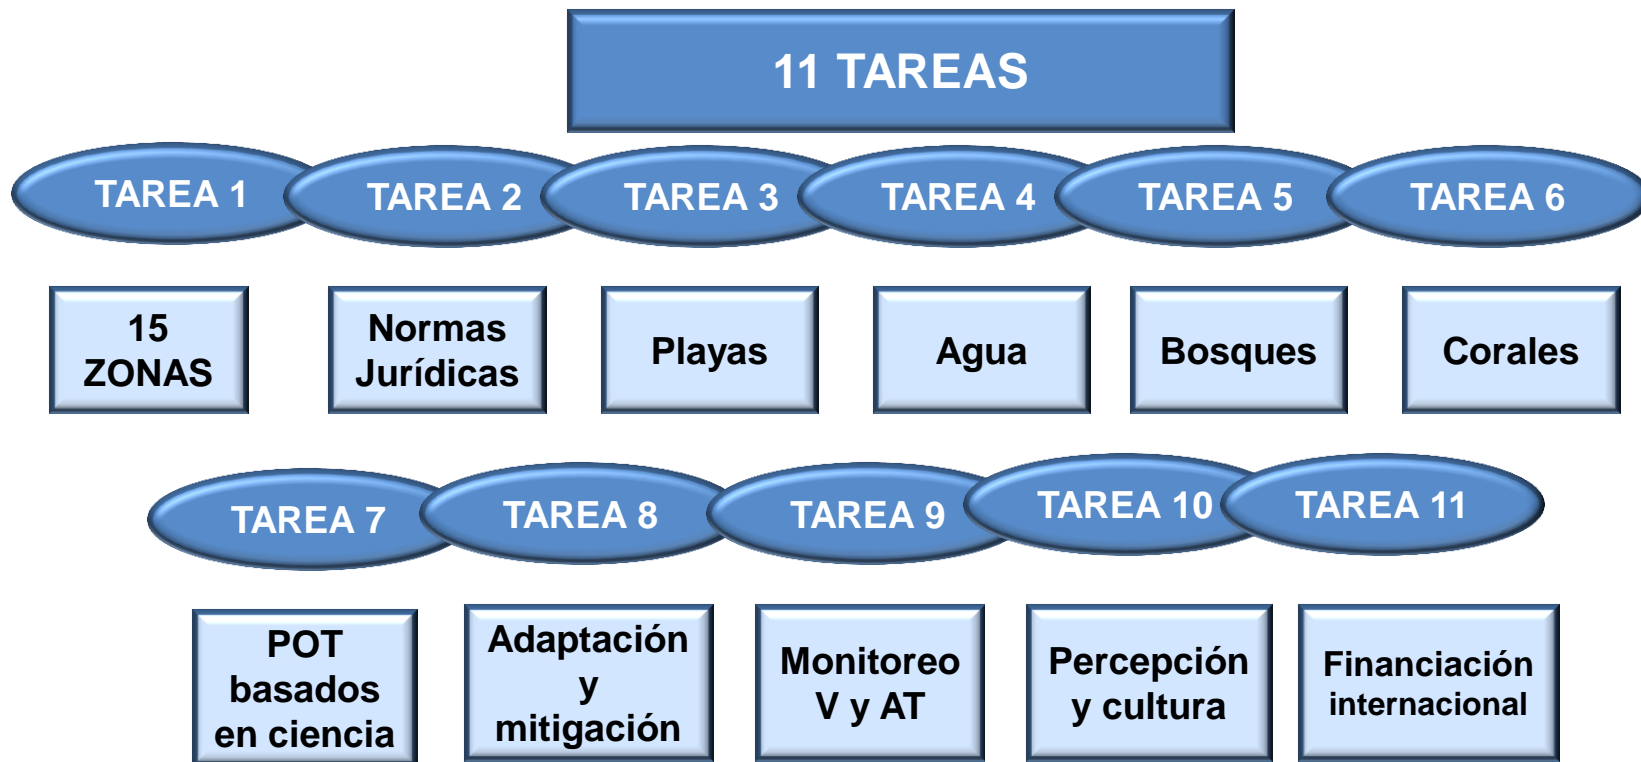 11 TAREAS
TAREA 1
TAREA 2
TAREA 3
TAREA 4
TAREA 5
TAREA 6
15
ZONAS
Normas
Jurídicas
Playas
Agua
Bosques
Corales
TAREA 7
TAREA 8
TAREA 9
TAREA 10
TAREA 11
POT
basados
en ciencia
Adaptación
y
mitigación
Monitoreo
V y AT
Percepción
y cultura
Financiación
internacional